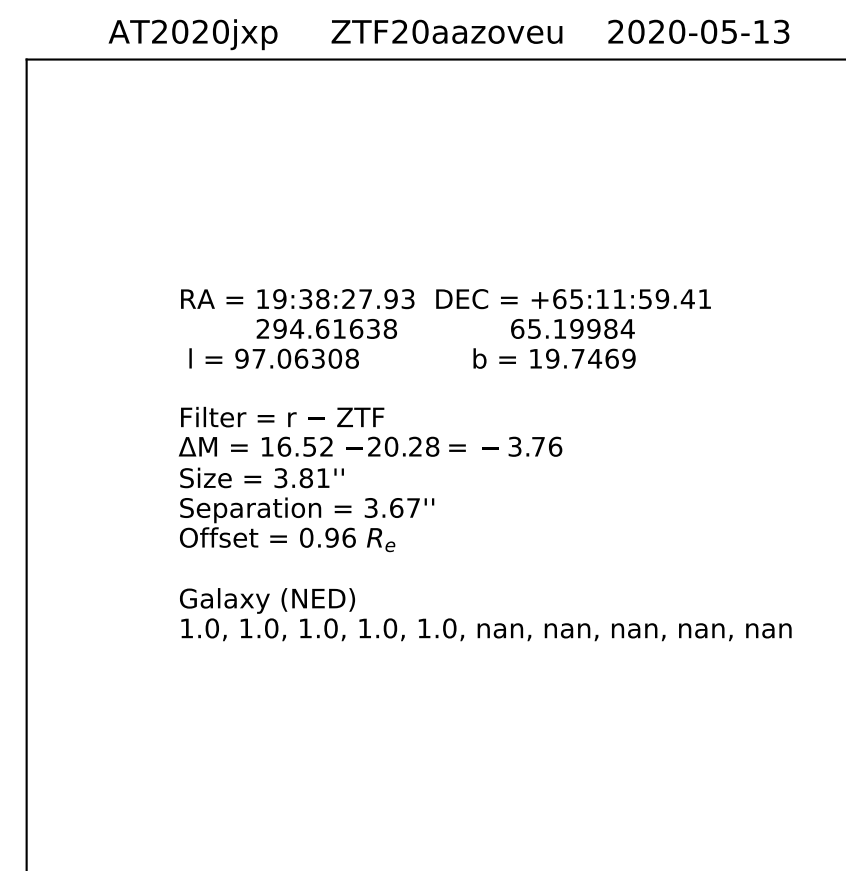 AT2020jxp ZTF20aazoveu 2020-05-13
RA = 19:38:27.93 DEC = +65:11:59.41
294.61638 65.19984
l = 97.06308 b = 19.7469
Filter = r − ZTF
ΔM = 16.52 −20.28 = − 3.76
Size = 3.81''
Separation = 3.67''
Offset = 0.96 Re
Galaxy (NED)
1.0, 1.0, 1.0, 1.0, 1.0, nan, nan, nan, nan, nan